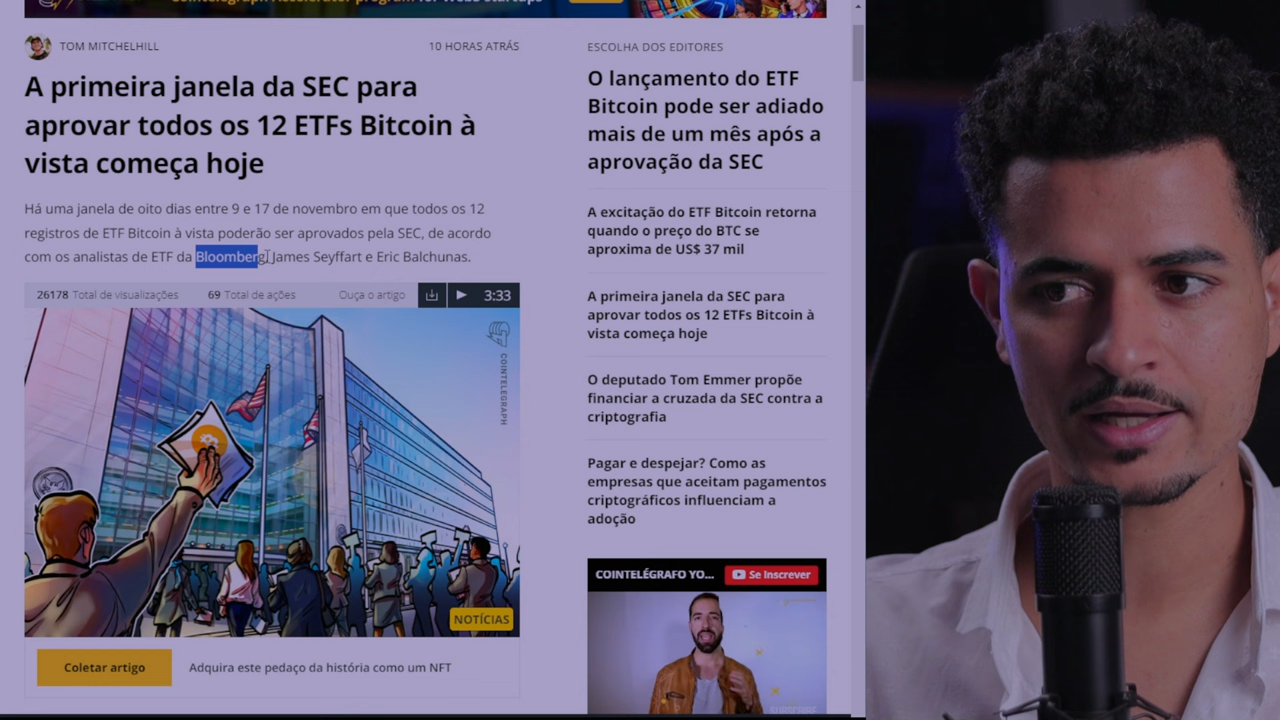 Cointelegraph Accelerator program for Web3 startups
TOM MITCHELHILL
10 HORAS ATRÁS
A primeira janela da SEC para
aprovar todos os 12 ETFs Bitcoin à
vista começa hoje
Há uma janela de oito dias entre 9 e 17 de novembro em que todos os 12
registros de ETF Bitcoin à vista poderão ser aprovados pela SEC, de acordo
com os analistas de ETF da Bloomberg, James Seyffart e Eric Balchunas.
26178 Total de visualizações
69 Total de ações
Ouça o artigo
3:33
COINTELEGRAPH
NOTÍCIAS
Coletar artigo
Adquira este pedaço da história como um NFT
ESCOLHA DOS EDITORES
O lançamento do ETF
Bitcoin pode ser adiado
mais de um mês após a
aprovação da SEC
A excitação do ETF Bitcoin retorna
quando o preço do BTC se
aproxima de US$ 37 mil
A primeira janela da SEC para
aprovar todos os 12 ETFs Bitcoin à
vista começa hoje
O deputado Tom Emmer propõe
financiar a cruzada da SEC contra a
criptografia
Pagar e despejar? Como as
empresas que aceitam pagamentos
criptográficos influenciam a
adoção
COINTELÉGRAFO YO...
Se Inscrever
SUBSCRIBE